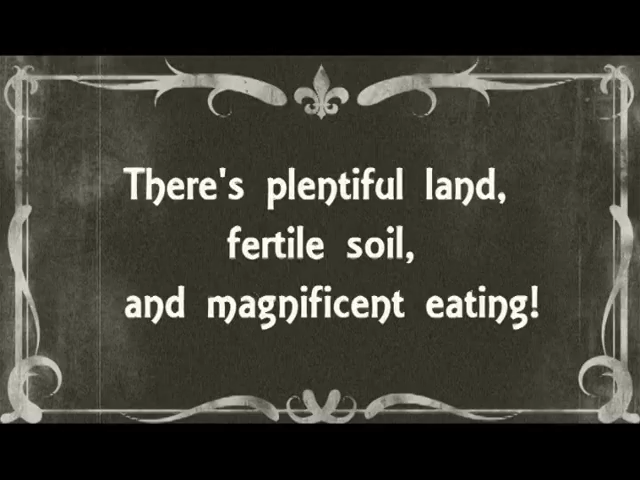 There's plentiful land,
fertile soil,
and magnificent eating!